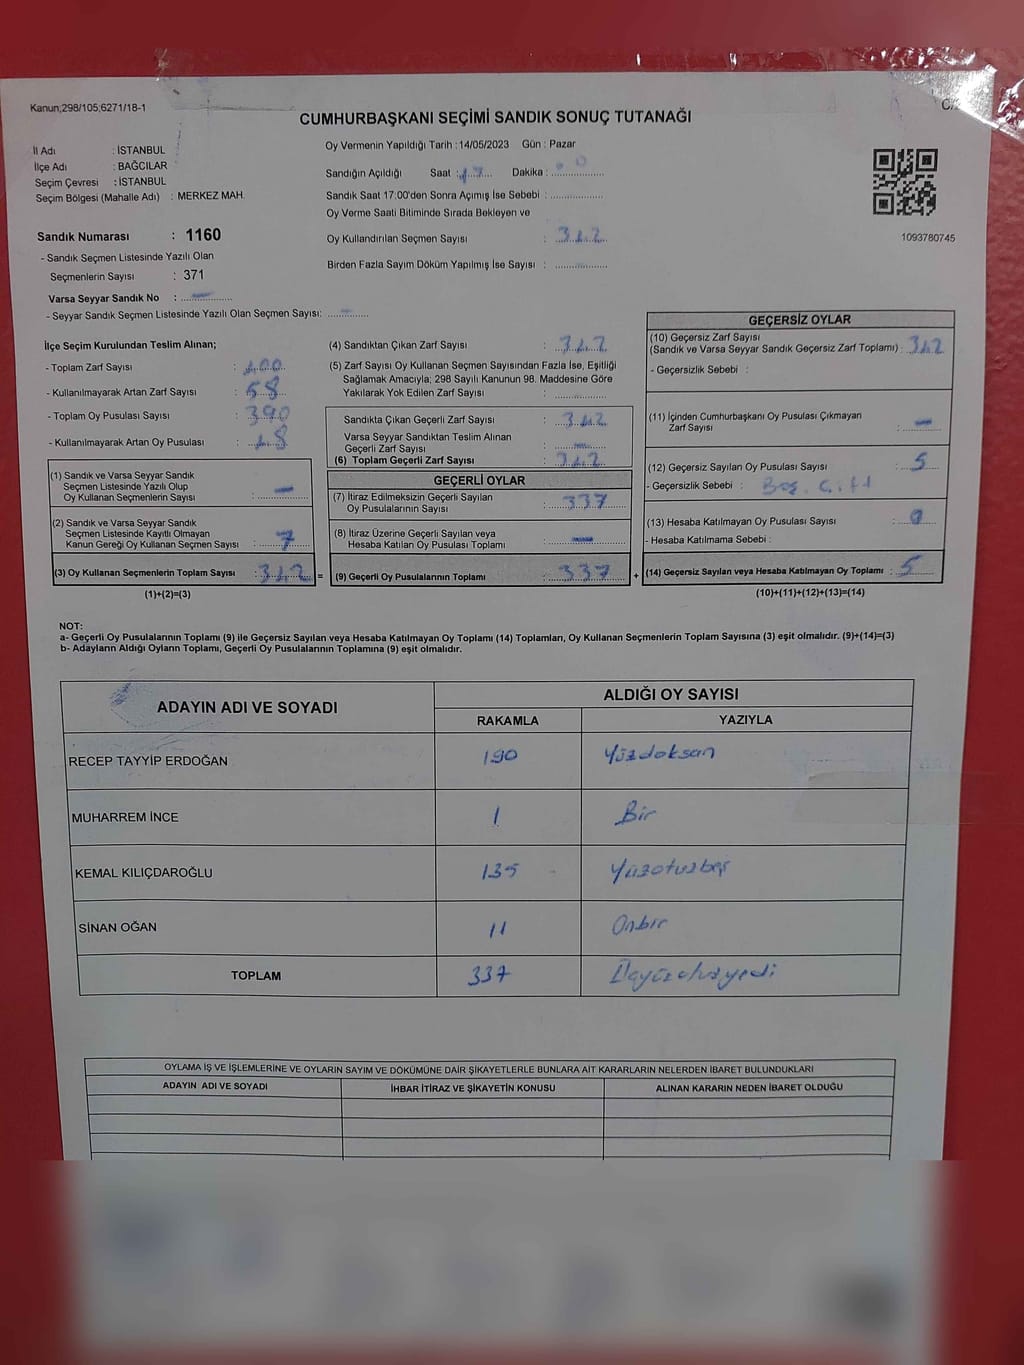 Kanun;298/105;6271/18-1
CUMHURBAŞKANI SEÇİMİ SANDIK SONUÇ TUTANAĞI
İl Adı : İSTANBUL
İlçe Adı : BAĞCILAR
Seçim Çevresi : İSTANBUL
Seçim Bölgesi (Mahalle Adı) : MERKEZ MAH.
Oy Vermenin Yapıldığı Tarih : 14/05/2023 Gün : Pazar
Sandığın Açıldığı Saat : 17 Dakika :
Sandık Saat 17:00'den Sonra Açımış İse Sebebi :
Oy Verme Saati Bitiminde Sırada Bekleyen ve
Oy Kullandırılan Seçmen Sayısı : 342
Birden Fazla Sayım Döküm Yapılmış İse Sayısı :
1093780745
Sandık Numarası : 1160
- Sandık Seçmen Listesinde Yazılı Olan
Seçmenlerin Sayısı : 371
Varsa Seyyar Sandık No : -
- Seyyar Sandık Seçmen Listesinde Yazılı Olan Seçmen Sayısı: -
İlçe Seçim Kurulundan Teslim Alınan;
- Toplam Zarf Sayısı : 400
- Kullanılmayarak Artan Zarf Sayısı : 58
- Toplam Oy Pusulası Sayısı : 390
- Kullanılmayarak Artan Oy Pusulası : 48
(1) Sandık ve Varsa Seyyar Sandık
Seçmen Listesinde Yazılı Olup
Oy Kullanan Seçmenlerin Sayısı : -
(2) Sandık ve Varsa Seyyar Sandık
Seçmen Listesinde Kayıtlı Olmayan
Kanun Gereği Oy Kullanan Seçmen Sayısı : 7
(3) Oy Kullanan Seçmenlerin Toplam Sayısı : 342 =
(1)+(2)=(3)
(4) Sandıktan Çıkan Zarf Sayısı : 342
(5) Zarf Sayısı Oy Kullanan Seçmen Sayısından Fazla İse, Eşitliği
Sağlamak Amacıyla; 298 Sayılı Kanunun 98. Maddesine Göre
Yakılarak Yok Edilen Zarf Sayısı :
Sandıkta Çıkan Geçerli Zarf Sayısı : 342
Varsa Seyyar Sandıktan Teslim Alınan
Geçerli Zarf Sayısı : -
(6) Toplam Geçerli Zarf Sayısı : 342
GEÇERLİ OYLAR
(7) İtiraz Edilmeksizin Geçerli Sayılan
Oy Pusulalarının Sayısı : 337
(8) İtiraz Üzerine Geçerli Sayılan veya
Hesaba Katılan Oy Pusulası Toplamı : -
(9) Geçerli Oy Pusulalarının Toplamı : 337 +
GEÇERSİZ OYLAR
(10) Geçersiz Zarf Sayısı
(Sandık ve Varsa Seyyar Sandık Geçersiz Zarf Toplamı) : 342
- Geçersizlik Sebebi :
(11) İçinden Cumhurbaşkanı Oy Pusulası Çıkmayan
Zarf Sayısı : -
(12) Geçersiz Sayılan Oy Pusulası Sayısı : 5
- Geçersizlik Sebebi : Boş. Çift
(13) Hesaba Katılmayan Oy Pusulası Sayısı : 0
- Hesaba Katılmama Sebebi :
(14) Geçersiz Sayılan veya Hesaba Katılmayan Oy Toplamı : 5
(10)+(11)+(12)+(13)=(14)
NOT:
a- Geçerli Oy Pusulalarının Toplamı (9) ile Geçersiz Sayılan veya Hesaba Katılmayan Oy Toplamı (14) Toplamları, Oy Kullanan Seçmenlerin Toplam Sayısına (3) eşit olmalıdır. (9)+(14)=(3)
b- Adayların Aldığı Oyların Toplamı, Geçerli Oy Pusulalarının Toplamına (9) eşit olmalıdır.
ADAYIN ADI VE SOYADI
ALDIĞI OY SAYISI
RAKAMLA YAZIYLA
RECEP TAYYİP ERDOĞAN 190 Yüzdoksan
MUHARREM İNCE 1 Bir
KEMAL KILIÇDAROĞLU 135 Yüzotuzbeş
SİNAN OĞAN 11 Onbir
TOPLAM 337
OYLAMA İŞ VE İŞLEMLERİNE VE OYLARIN SAYIM VE DÖKÜMÜNE DAİR ŞİKAYETLERLE BUNLARA AİT KARARLARIN NELERDEN İBARET BULUNDUKLARI
ADAYIN ADI VE SOYADI İHBAR İTİRAZ VE ŞİKAYETİN KONUSU ALINAN KARARIN NEDEN İBARET OLDUĞU